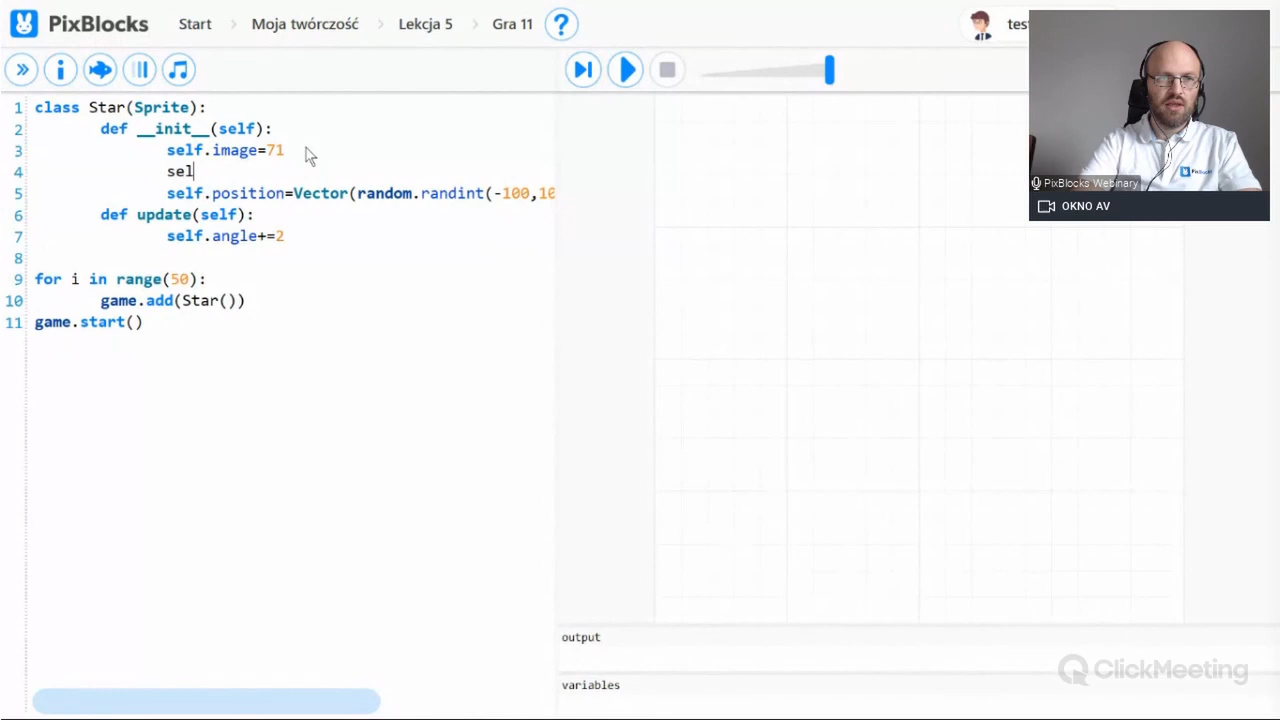 PixBlocks Start Moja twórczość Lekcja 5 Gra 11 ? test
1 class Star(Sprite):
2 def __init__(self):
3 self.image=71
4 sel
5 self.position=Vector(random.randint(-100,10
6 def update(self):
7 self.angle+=2
8
9 for i in range(50):
10 game.add(Star())
11 game.start()
PixBlocks Webinary
OKNO AV
output
variables
ClickMeeting